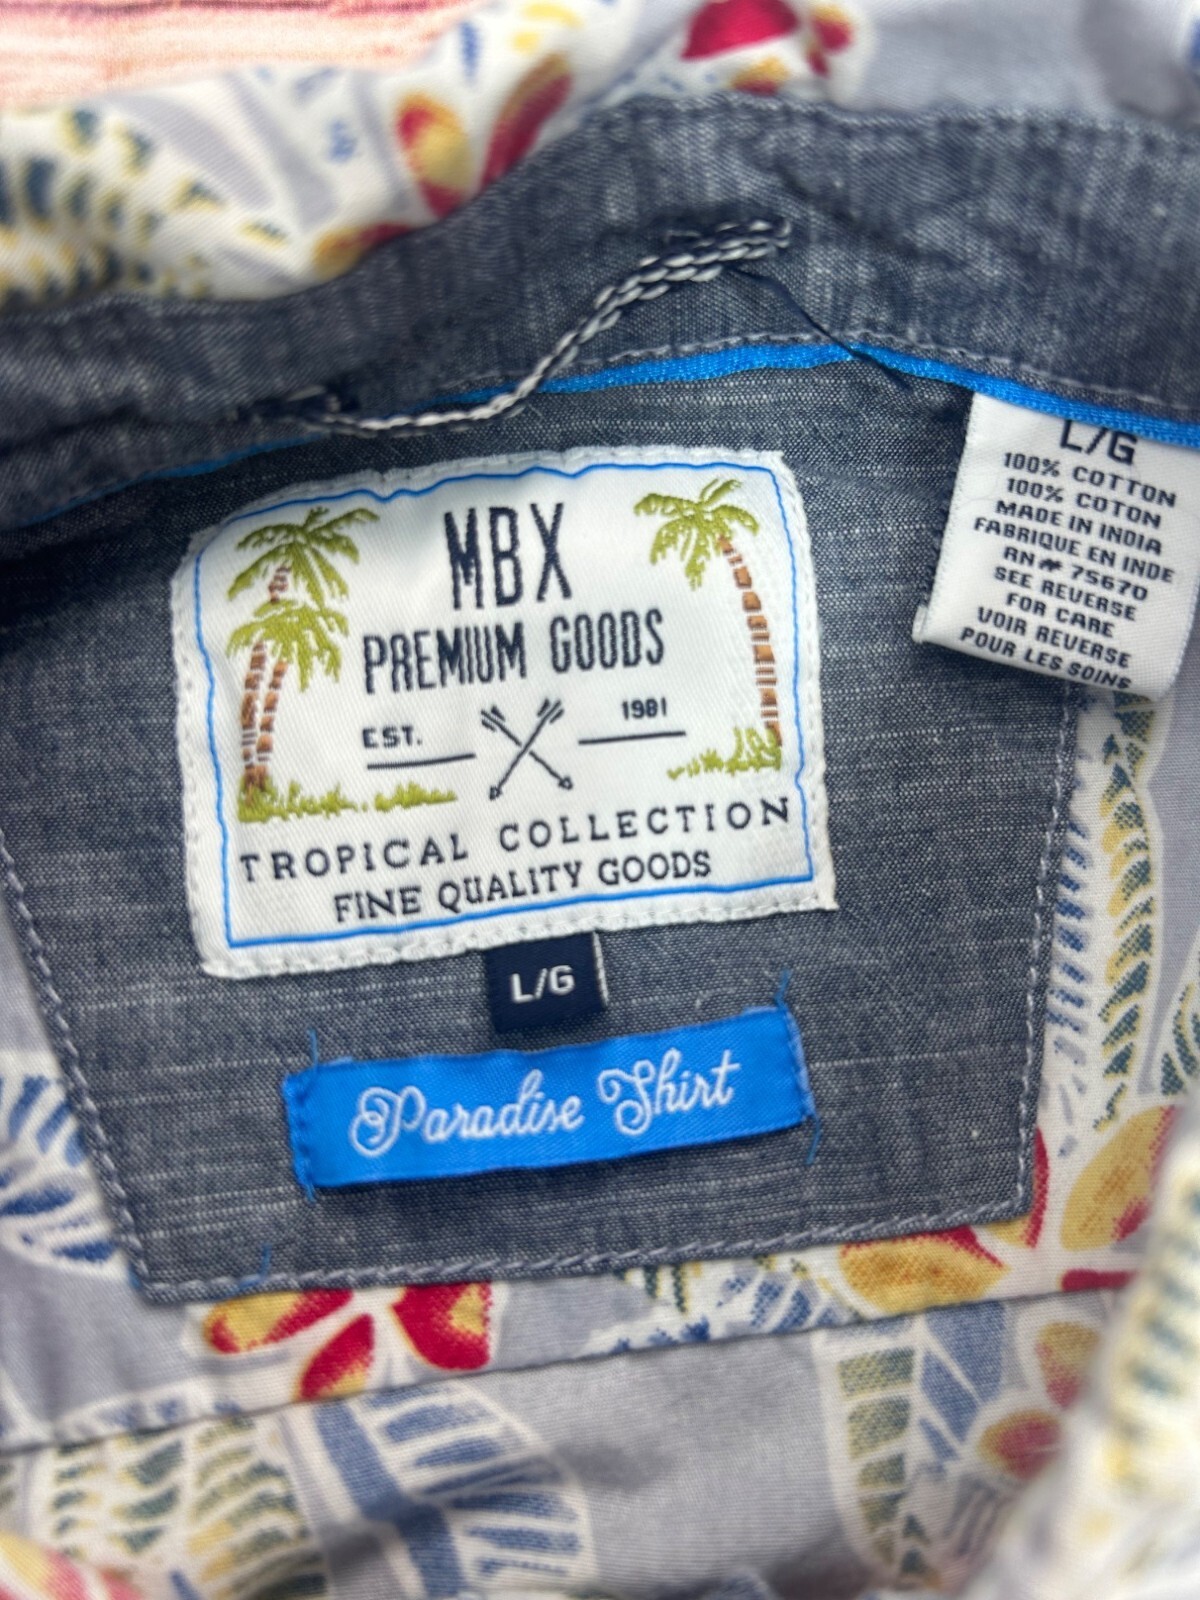 MBX
PREMIUM GOODS
EST. 1981
TROPICAL COLLECTION
FINE QUALITY GOODS
L/G
Paradise Shirt
L/G
100% COTTON
100% COTON
MADE IN INDIA
FABRIQUE EN INDE
RN# 75670
SEE REVERSE
FOR CARE
VOIR REVERSE
POUR LES SOINS